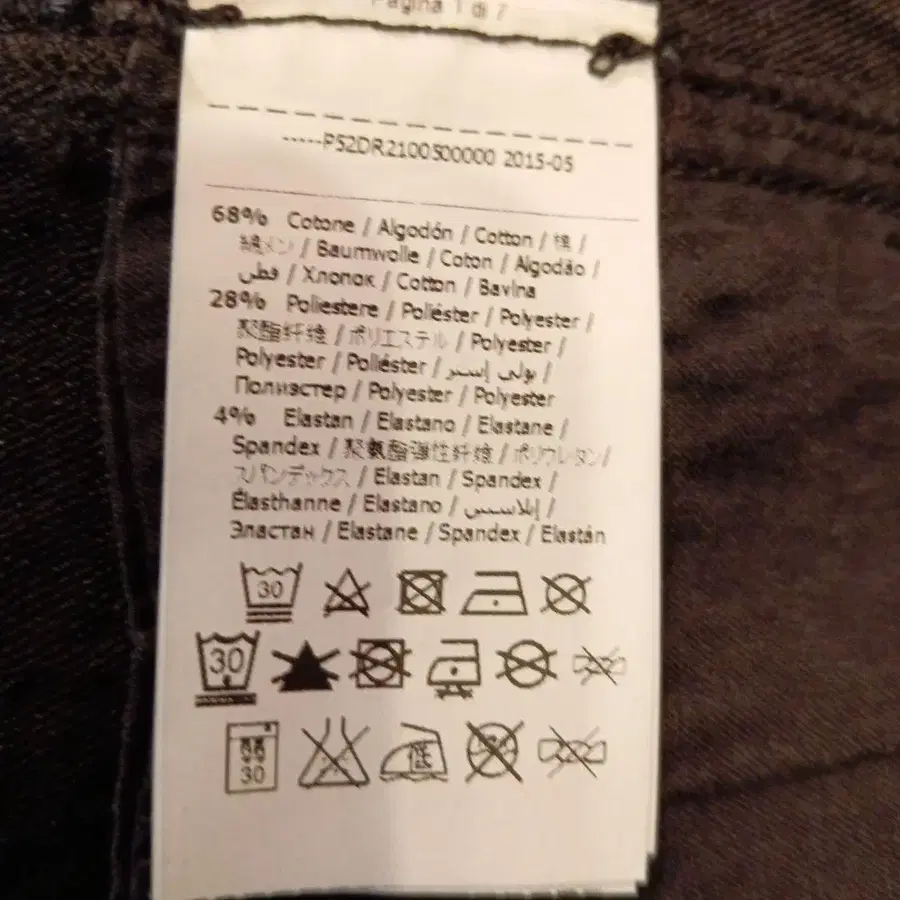 Pagina 1 di 7
-----P52DR2100500000 2015-05
68% Cotone / Algodón / Cotton / 棉 /
綿メン / Baumwolle / Coton / Algodão /
قطن / Хлопок / Cotton / Bavlna
28% Poliestere / Poliéster / Polyester /
聚酯纤维 / ポリエステル / Polyester /
Polyester / Poliéster / بولي إستر /
Полиэстер / Polyester / Polyester
4% Elastan / Elastano / Elastane /
Spandex / 聚氨酯弹性纤维 / ポリウレタン/
スパンデックス / Elastan / Spandex /
Élasthanne / Elastano / إيلاستس /
Эластан / Elastane / Spandex / Elastán
30
30
低
30